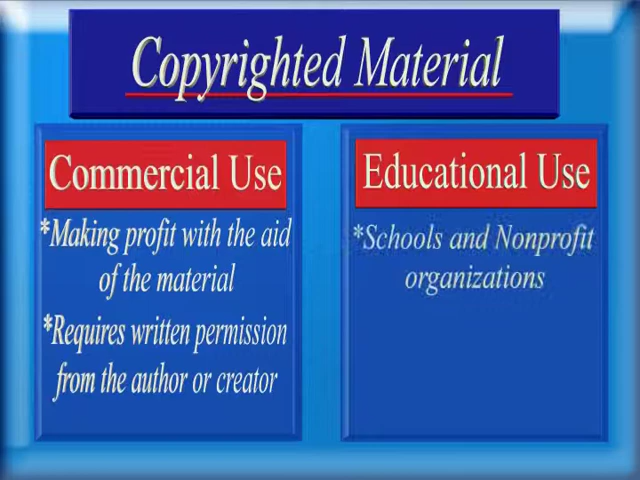 Copyrighted Material
Commercial Use
*Making profit with the aid
of the material
*Requires written permission
from the author or creator
Educational Use
*Schools and Nonprofit
organizations